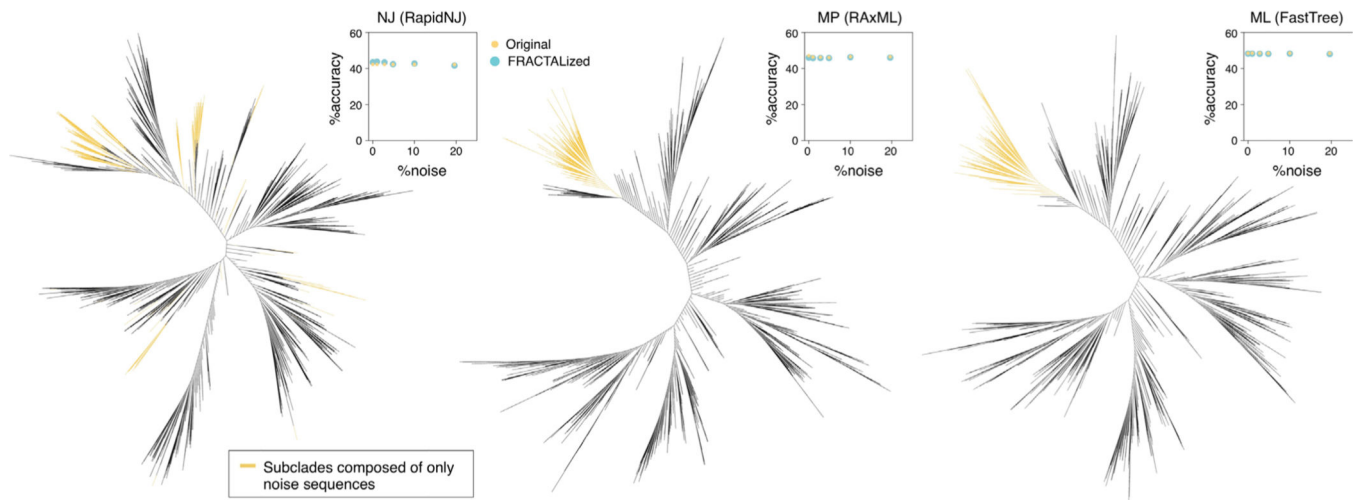 NJ (RapidNJ)
60
40
20
0
%accuracy
0 10 20
%noise
Original
FRACTALized
MP (RAxML)
60
40
20
0
%accuracy
0 10 20
%noise
ML (FastTree)
60
40
20
0
%accuracy
0 10 20
%noise
Subclades composed of only
noise sequences